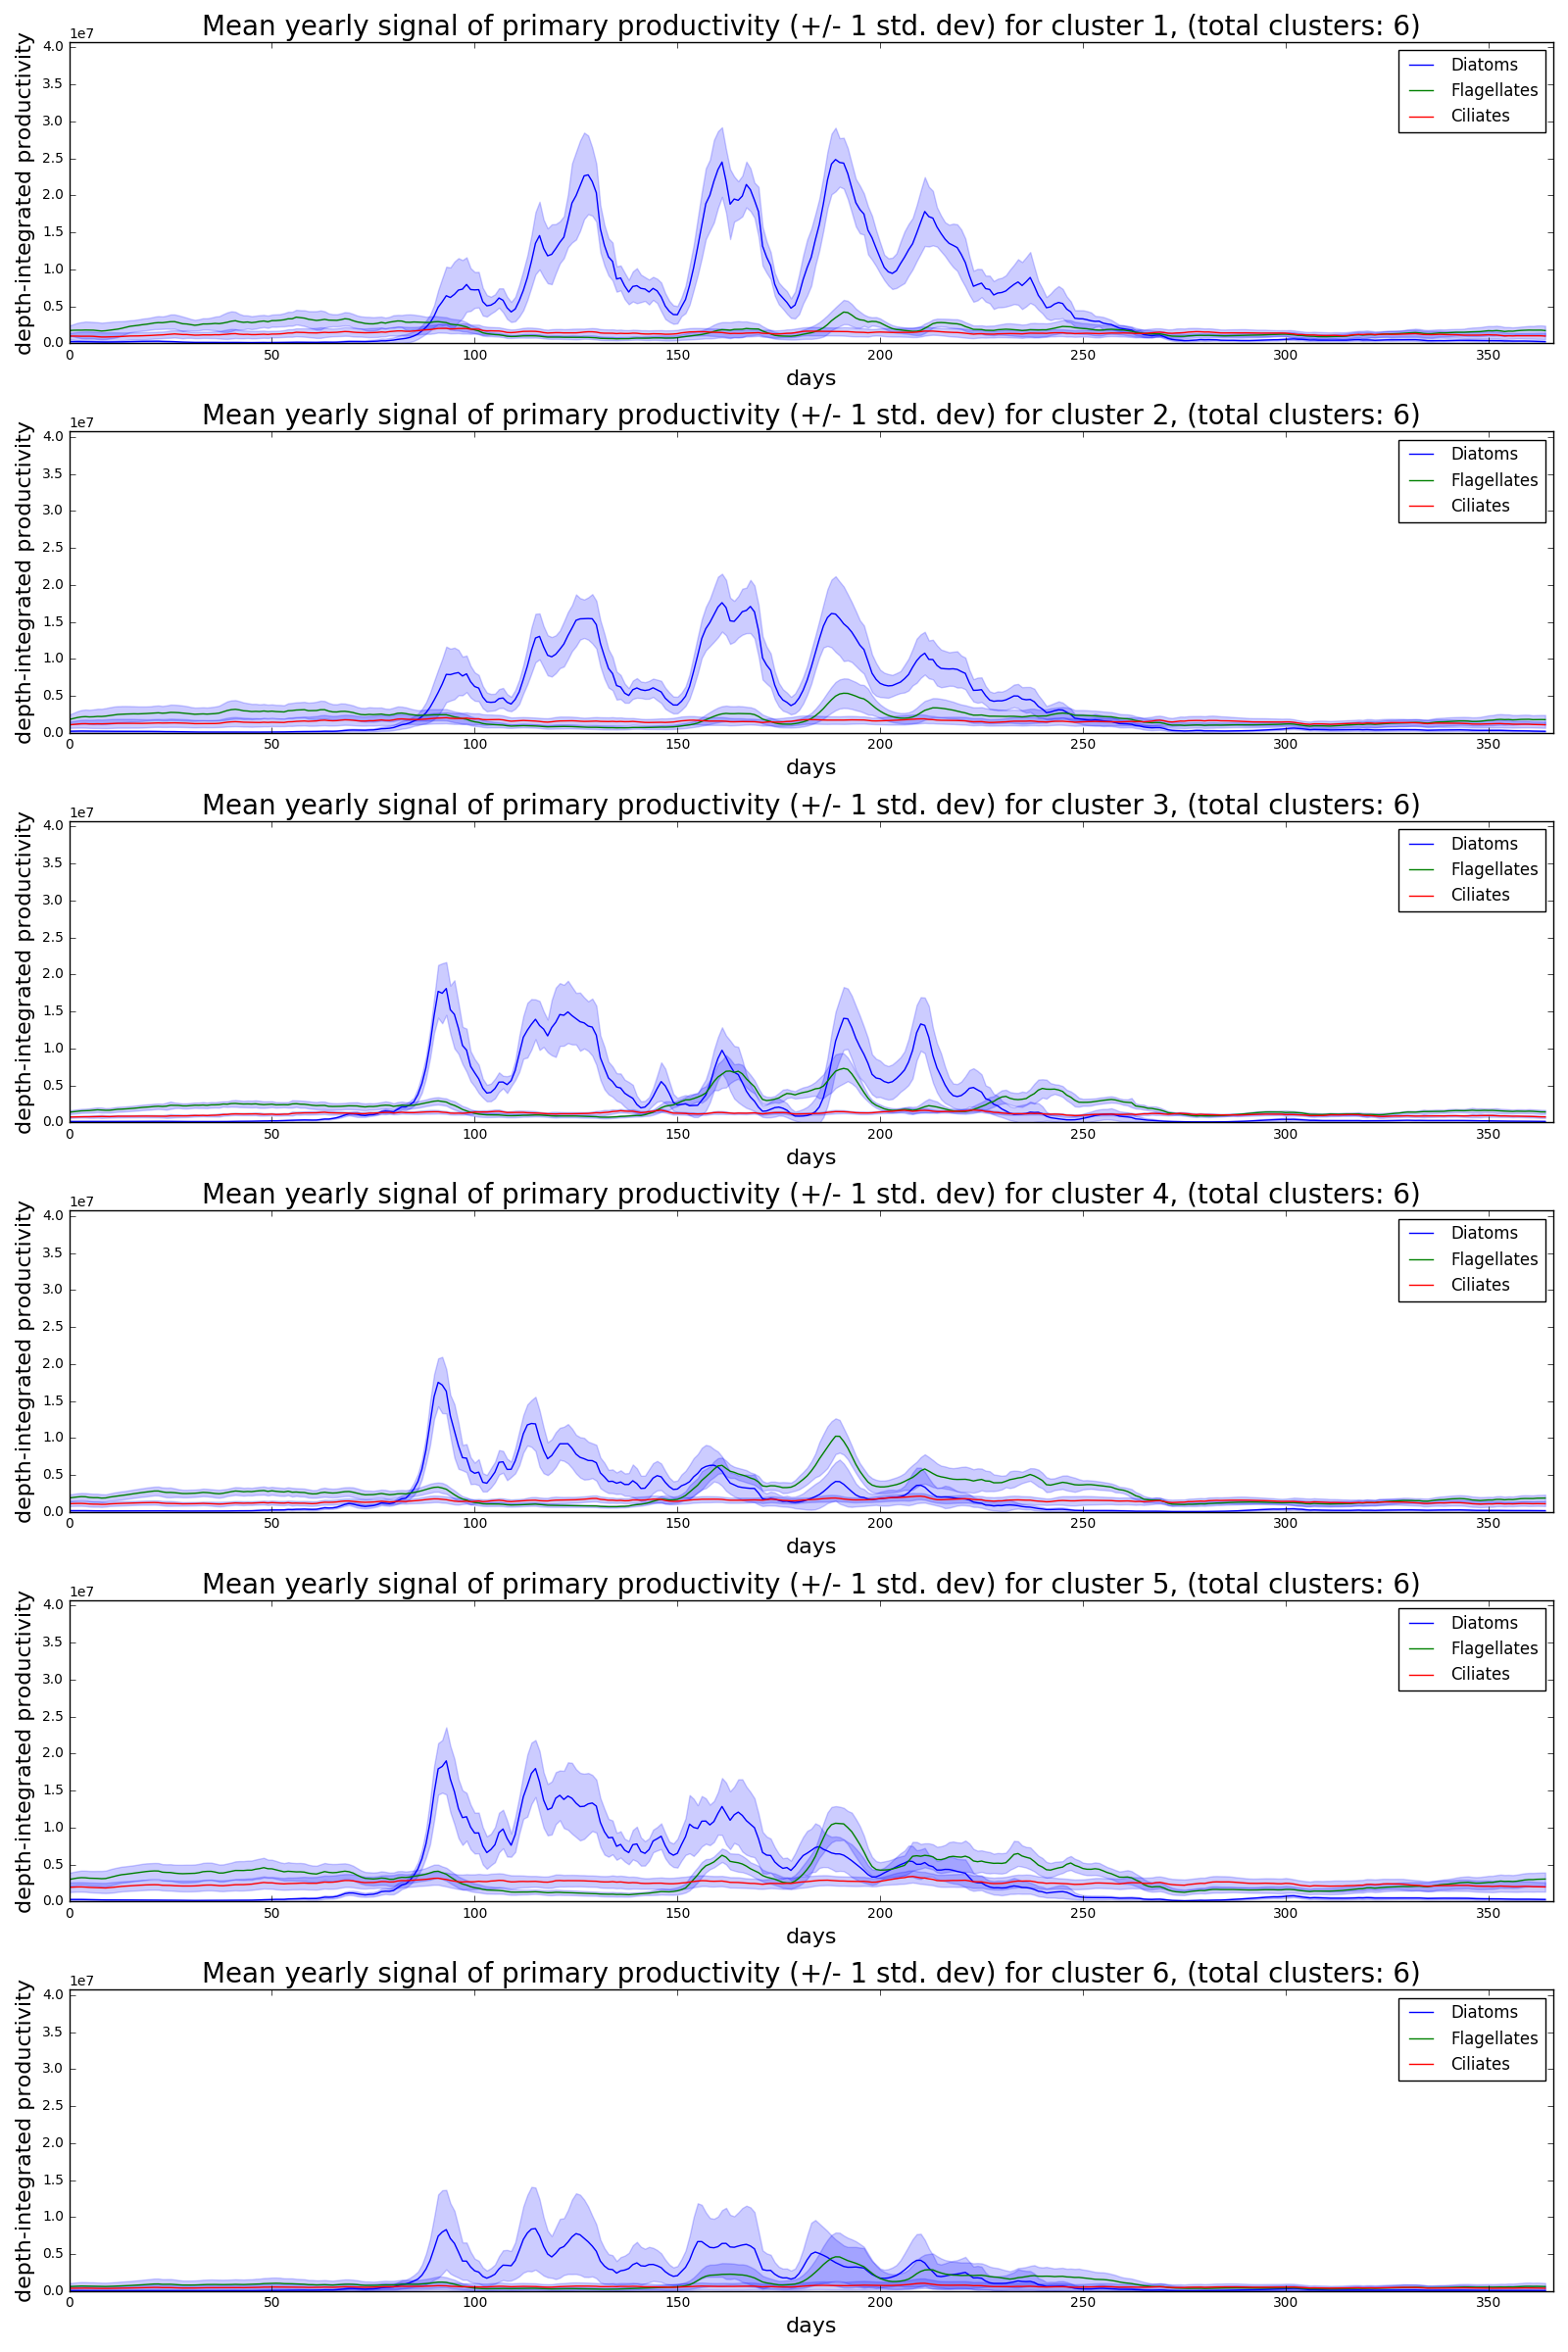 Mean yearly signal of primary productivity (+/- 1 std. dev) for cluster 1, (total clusters: 6)
1e7
4.0
3.5
3.0
2.5
2.0
1.5
1.0
0.5
0.0
depth-integrated productivity
Diatoms
Flagellates
Ciliates
0 50 100 150 200 250 300 350
days
Mean yearly signal of primary productivity (+/- 1 std. dev) for cluster 2, (total clusters: 6)
1e7
4.0
3.5
3.0
2.5
2.0
1.5
1.0
0.5
0.0
depth-integrated productivity
Diatoms
Flagellates
Ciliates
0 50 100 150 200 250 300 350
days
Mean yearly signal of primary productivity (+/- 1 std. dev) for cluster 3, (total clusters: 6)
1e7
4.0
3.5
3.0
2.5
2.0
1.5
1.0
0.5
0.0
depth-integrated productivity
Diatoms
Flagellates
Ciliates
0 50 100 150 200 250 300 350
days
Mean yearly signal of primary productivity (+/- 1 std. dev) for cluster 4, (total clusters: 6)
1e7
4.0
3.5
3.0
2.5
2.0
1.5
1.0
0.5
0.0
depth-integrated productivity
Diatoms
Flagellates
Ciliates
0 50 100 150 200 250 300 350
days
Mean yearly signal of primary productivity (+/- 1 std. dev) for cluster 5, (total clusters: 6)
1e7
4.0
3.5
3.0
2.5
2.0
1.5
1.0
0.5
0.0
depth-integrated productivity
Diatoms
Flagellates
Ciliates
0 50 100 150 200 250 300 350
days
Mean yearly signal of primary productivity (+/- 1 std. dev) for cluster 6, (total clusters: 6)
1e7
4.0
3.5
3.0
2.5
2.0
1.5
1.0
0.5
0.0
depth-integrated productivity
Diatoms
Flagellates
Ciliates
0 50 100 150 200 250 300 350
days